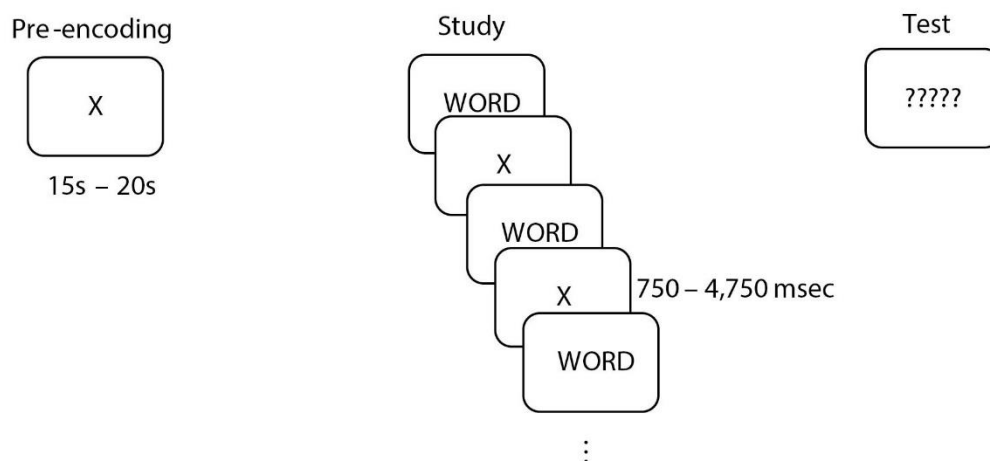 Pre-encoding
X
15s – 20s
Study
WORD
X
WORD
X
750 – 4,750 msec
WORD
⋮
Test
?????